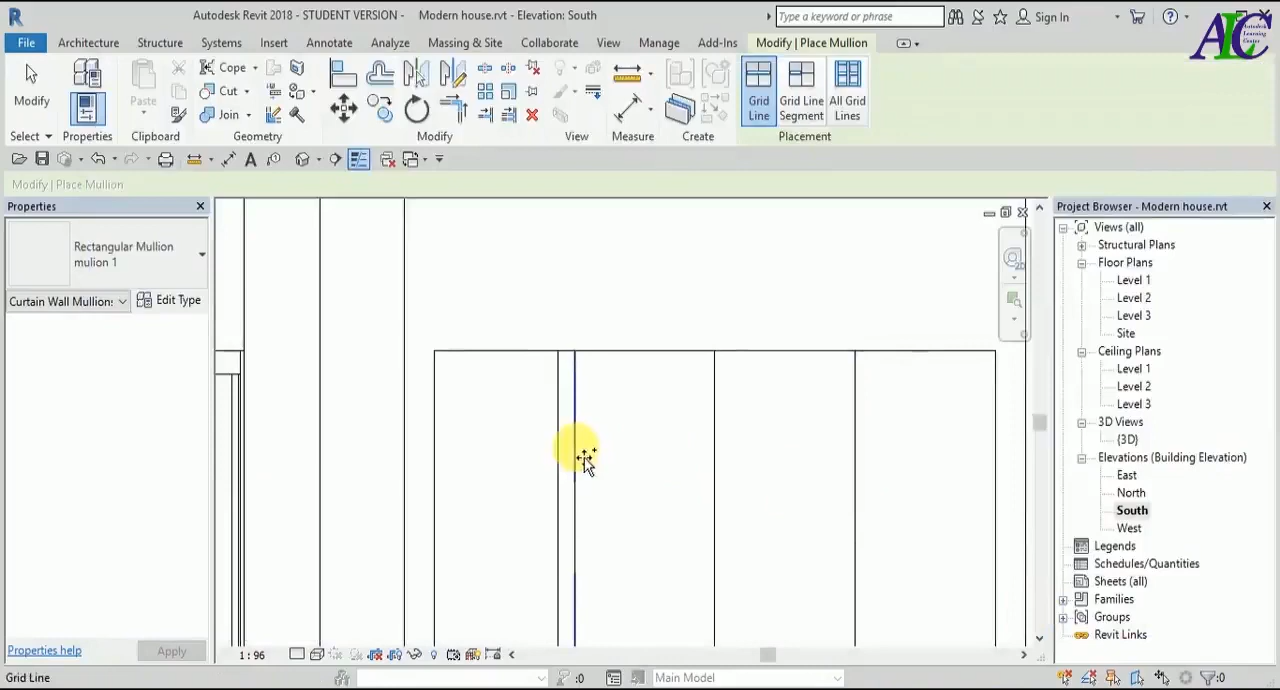 Autodesk Revit 2018 - STUDENT VERSION - Modern house.rvt - Elevation: South
Type a keyword or phrase
Sign In
ALC
Autodesk
Learning
Center
File Architecture Structure Systems Insert Annotate Analyze Massing & Site Collaborate View Manage Add-Ins Modify | Place Mullion
Modify
Paste
Cope
Cut
Join
Grid
Line
Grid Line
Segment
All Grid
Lines
Select Properties Clipboard Geometry Modify View Measure Create Placement
Modify | Place Mullion
Properties
Rectangular Mullion
mulion 1
Curtain Wall Mullion:
Edit Type
Properties help
Apply
1 : 96
Project Browser - Modern house.rvt
Views (all)
Structural Plans
Floor Plans
Level 1
Level 2
Level 3
Site
Ceiling Plans
Level 1
Level 2
Level 3
3D Views
{3D}
Elevations (Building Elevation)
East
North
South
West
Legends
Schedules/Quantities
Sheets (all)
Families
Groups
Revit Links
Grid Line
:0
Main Model
:0